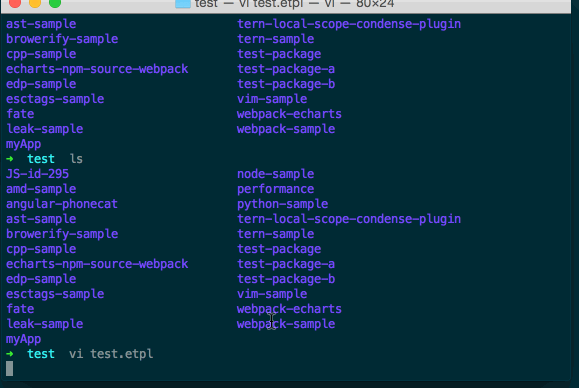 test — vi test.etpl — vi — 80×24
ast-sample tern-local-scope-condense-plugin
browerify-sample tern-sample
cpp-sample test-package
echarts-npm-source-webpack test-package-a
edp-sample test-package-b
esctags-sample vim-sample
fate webpack-echarts
leak-sample webpack-sample
myApp
➜ test ls
JS-id-295 node-sample
amd-sample performance
angular-phonecat python-sample
ast-sample tern-local-scope-condense-plugin
browerify-sample tern-sample
cpp-sample test-package
echarts-npm-source-webpack test-package-a
edp-sample test-package-b
esctags-sample vim-sample
fate webpack-echarts
leak-sample webpack-sample
myApp
➜ test vi test.etpl